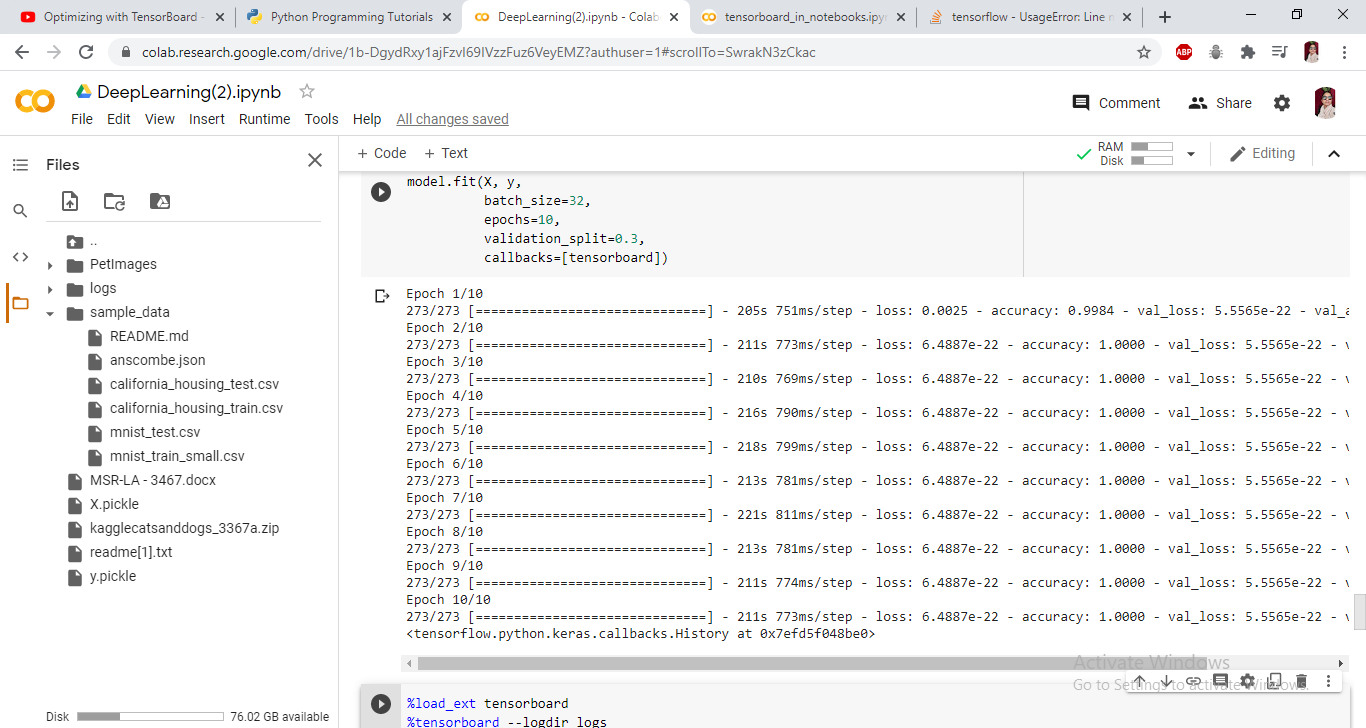 Optimizing with TensorBoard -
Python Programming Tutorials
DeepLearning(2).ipynb - Colab
tensorboard_in_notebooks.ipyn
tensorflow - UsageError: Line m
colab.research.google.com/drive/1b-DgydRxy1ajFzvI69IVzzFuz6VeyEMZ?authuser=1#scrollTo=SwrakN3zCkac
ABP
DeepLearning(2).ipynb
Comment
Share
File Edit View Insert Runtime Tools Help All changes saved
Files
+ Code + Text
RAM
Disk
Editing
..
PetImages
logs
sample_data
README.md
anscombe.json
california_housing_test.csv
california_housing_train.csv
mnist_test.csv
mnist_train_small.csv
MSR-LA - 3467.docx
X.pickle
kagglecatsanddogs_3367a.zip
readme[1].txt
y.pickle
Disk 76.02 GB available
model.fit(X, y,
batch_size=32,
epochs=10,
validation_split=0.3,
callbacks=[tensorboard])
Epoch 1/10
273/273 [==============================] - 205s 751ms/step - loss: 0.0025 - accuracy: 0.9984 - val_loss: 5.5565e-22 - val_a
Epoch 2/10
273/273 [==============================] - 211s 773ms/step - loss: 6.4887e-22 - accuracy: 1.0000 - val_loss: 5.5565e-22 - v
Epoch 3/10
273/273 [==============================] - 210s 769ms/step - loss: 6.4887e-22 - accuracy: 1.0000 - val_loss: 5.5565e-22 - v
Epoch 4/10
273/273 [==============================] - 216s 790ms/step - loss: 6.4887e-22 - accuracy: 1.0000 - val_loss: 5.5565e-22 - v
Epoch 5/10
273/273 [==============================] - 218s 799ms/step - loss: 6.4887e-22 - accuracy: 1.0000 - val_loss: 5.5565e-22 - v
Epoch 6/10
273/273 [==============================] - 213s 781ms/step - loss: 6.4887e-22 - accuracy: 1.0000 - val_loss: 5.5565e-22 - v
Epoch 7/10
273/273 [==============================] - 221s 811ms/step - loss: 6.4887e-22 - accuracy: 1.0000 - val_loss: 5.5565e-22 - v
Epoch 8/10
273/273 [==============================] - 213s 781ms/step - loss: 6.4887e-22 - accuracy: 1.0000 - val_loss: 5.5565e-22 - v
Epoch 9/10
273/273 [==============================] - 211s 774ms/step - loss: 6.4887e-22 - accuracy: 1.0000 - val_loss: 5.5565e-22 - v
Epoch 10/10
273/273 [==============================] - 211s 773ms/step - loss: 6.4887e-22 - accuracy: 1.0000 - val_loss: 5.5565e-22 - v
<tensorflow.python.keras.callbacks.History at 0x7efd5f048be0>
Activate Windows
Go to Settings to activate Windows.
%load_ext tensorboard
%tensorboard --logdir logs